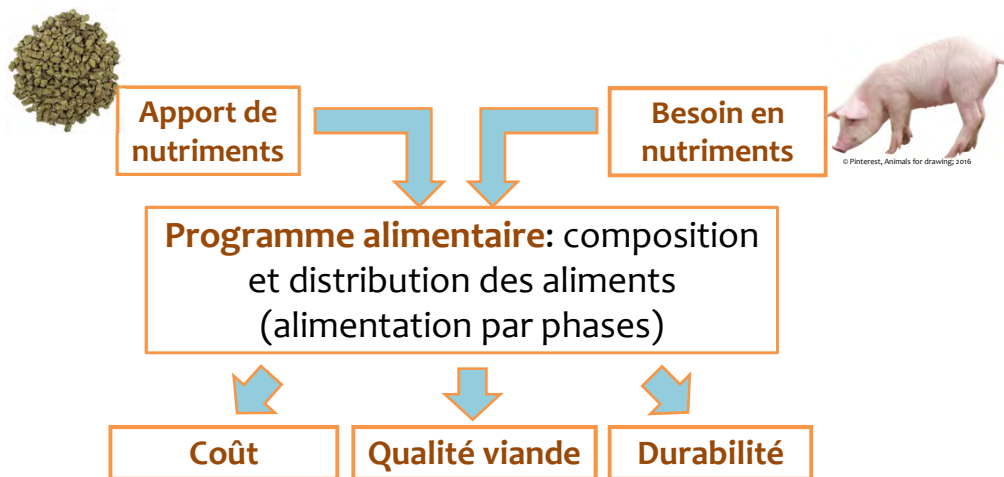 Apport de
nutriments
Besoin en
nutriments
© Pinterest, Animals for drawing; 2016
Programme alimentaire: composition
et distribution des aliments
(alimentation par phases)
Coût
Qualité viande
Durabilité